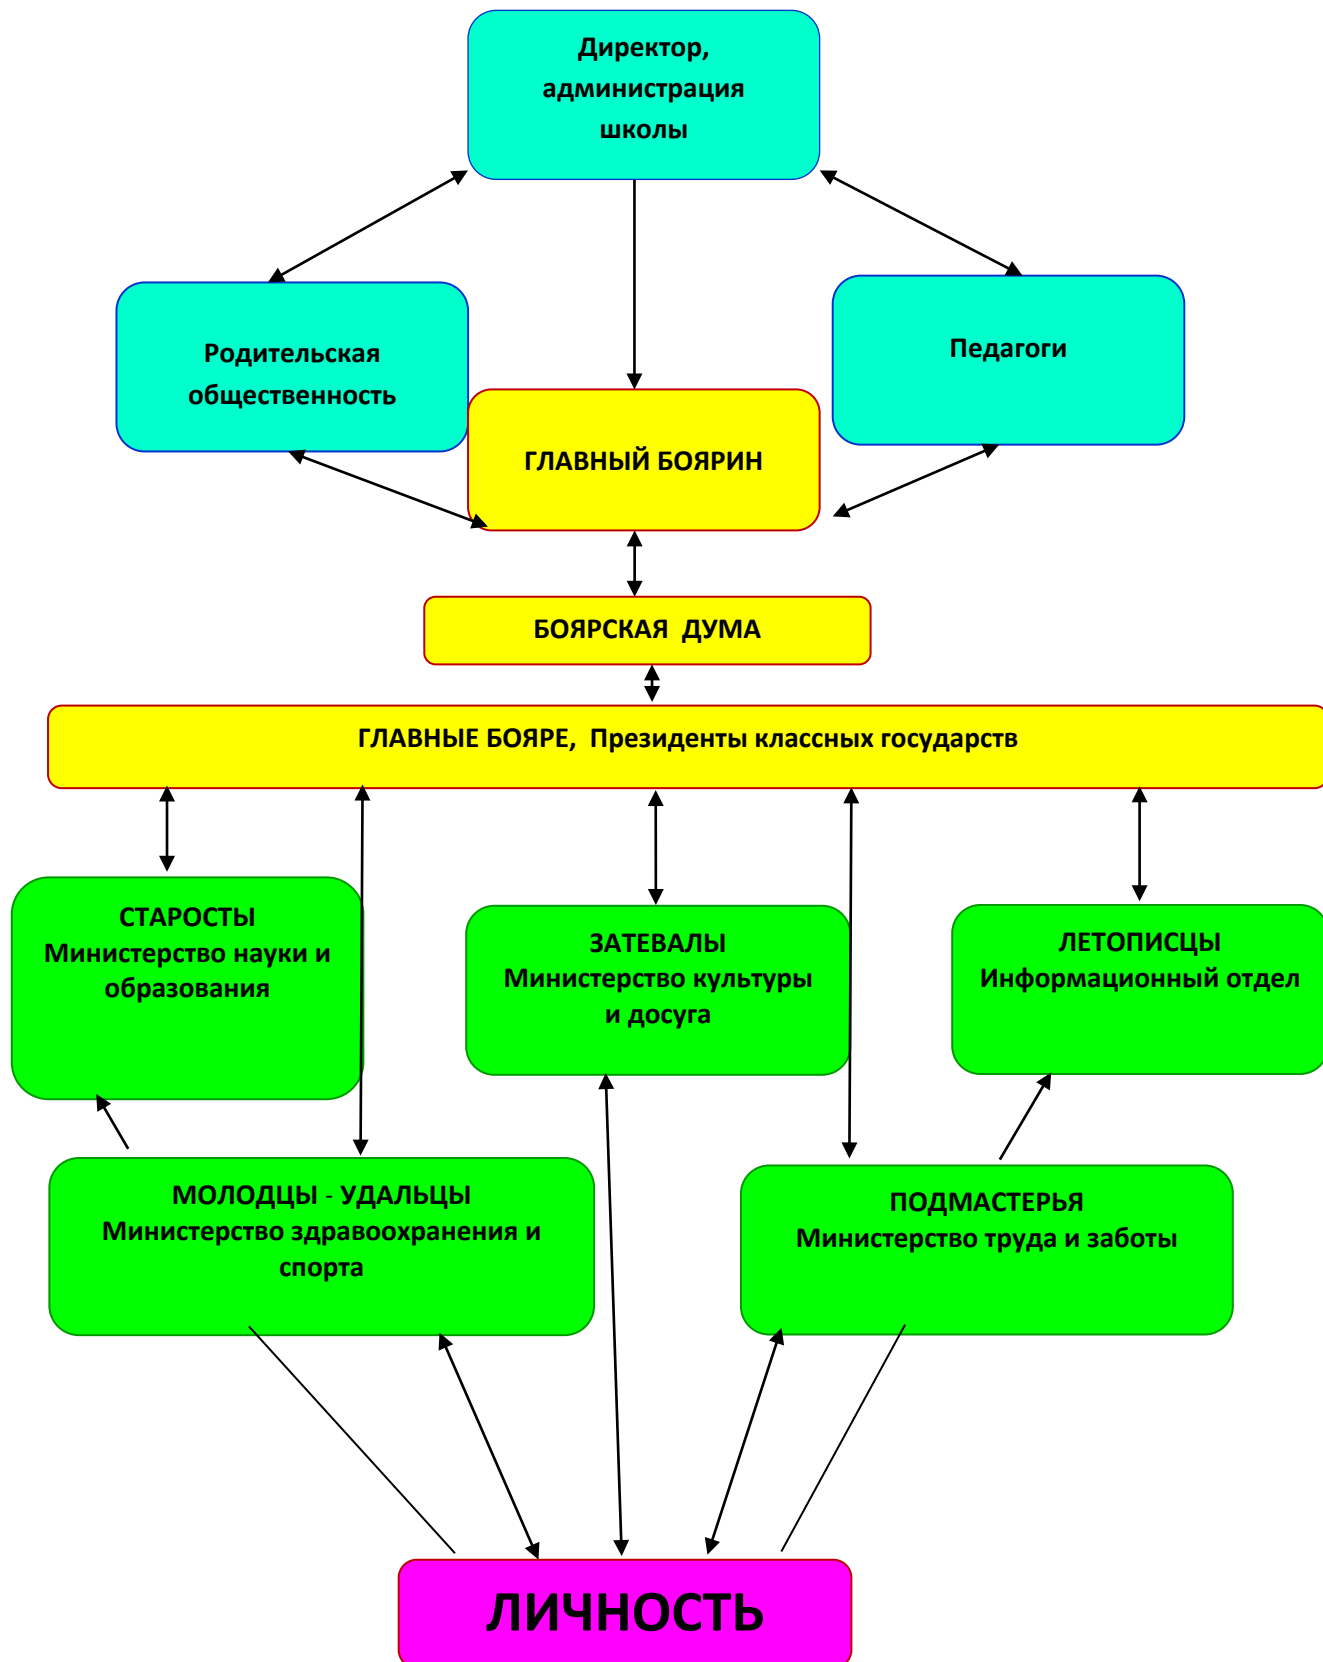 Директор,
администрация
школы
Родительская
общественность
Педагоги
ГЛАВНЫЙ БОЯРИН
БОЯРСКАЯ ДУМА
ГЛАВНЫЕ БОЯРЕ, Президенты классных государств
СТАРОСТЫ
Министерство науки и
образования
ЗАТЕВАЛЫ
Министерство культуры
и досуга
ЛЕТОПИСЦЫ
Информационный отдел
МОЛОДЦЫ - УДАЛЬЦЫ
Министерство здравоохранения и
спорта
ПОДМАСТЕРЬЯ
Министерство труда и заботы
ЛИЧНОСТЬ